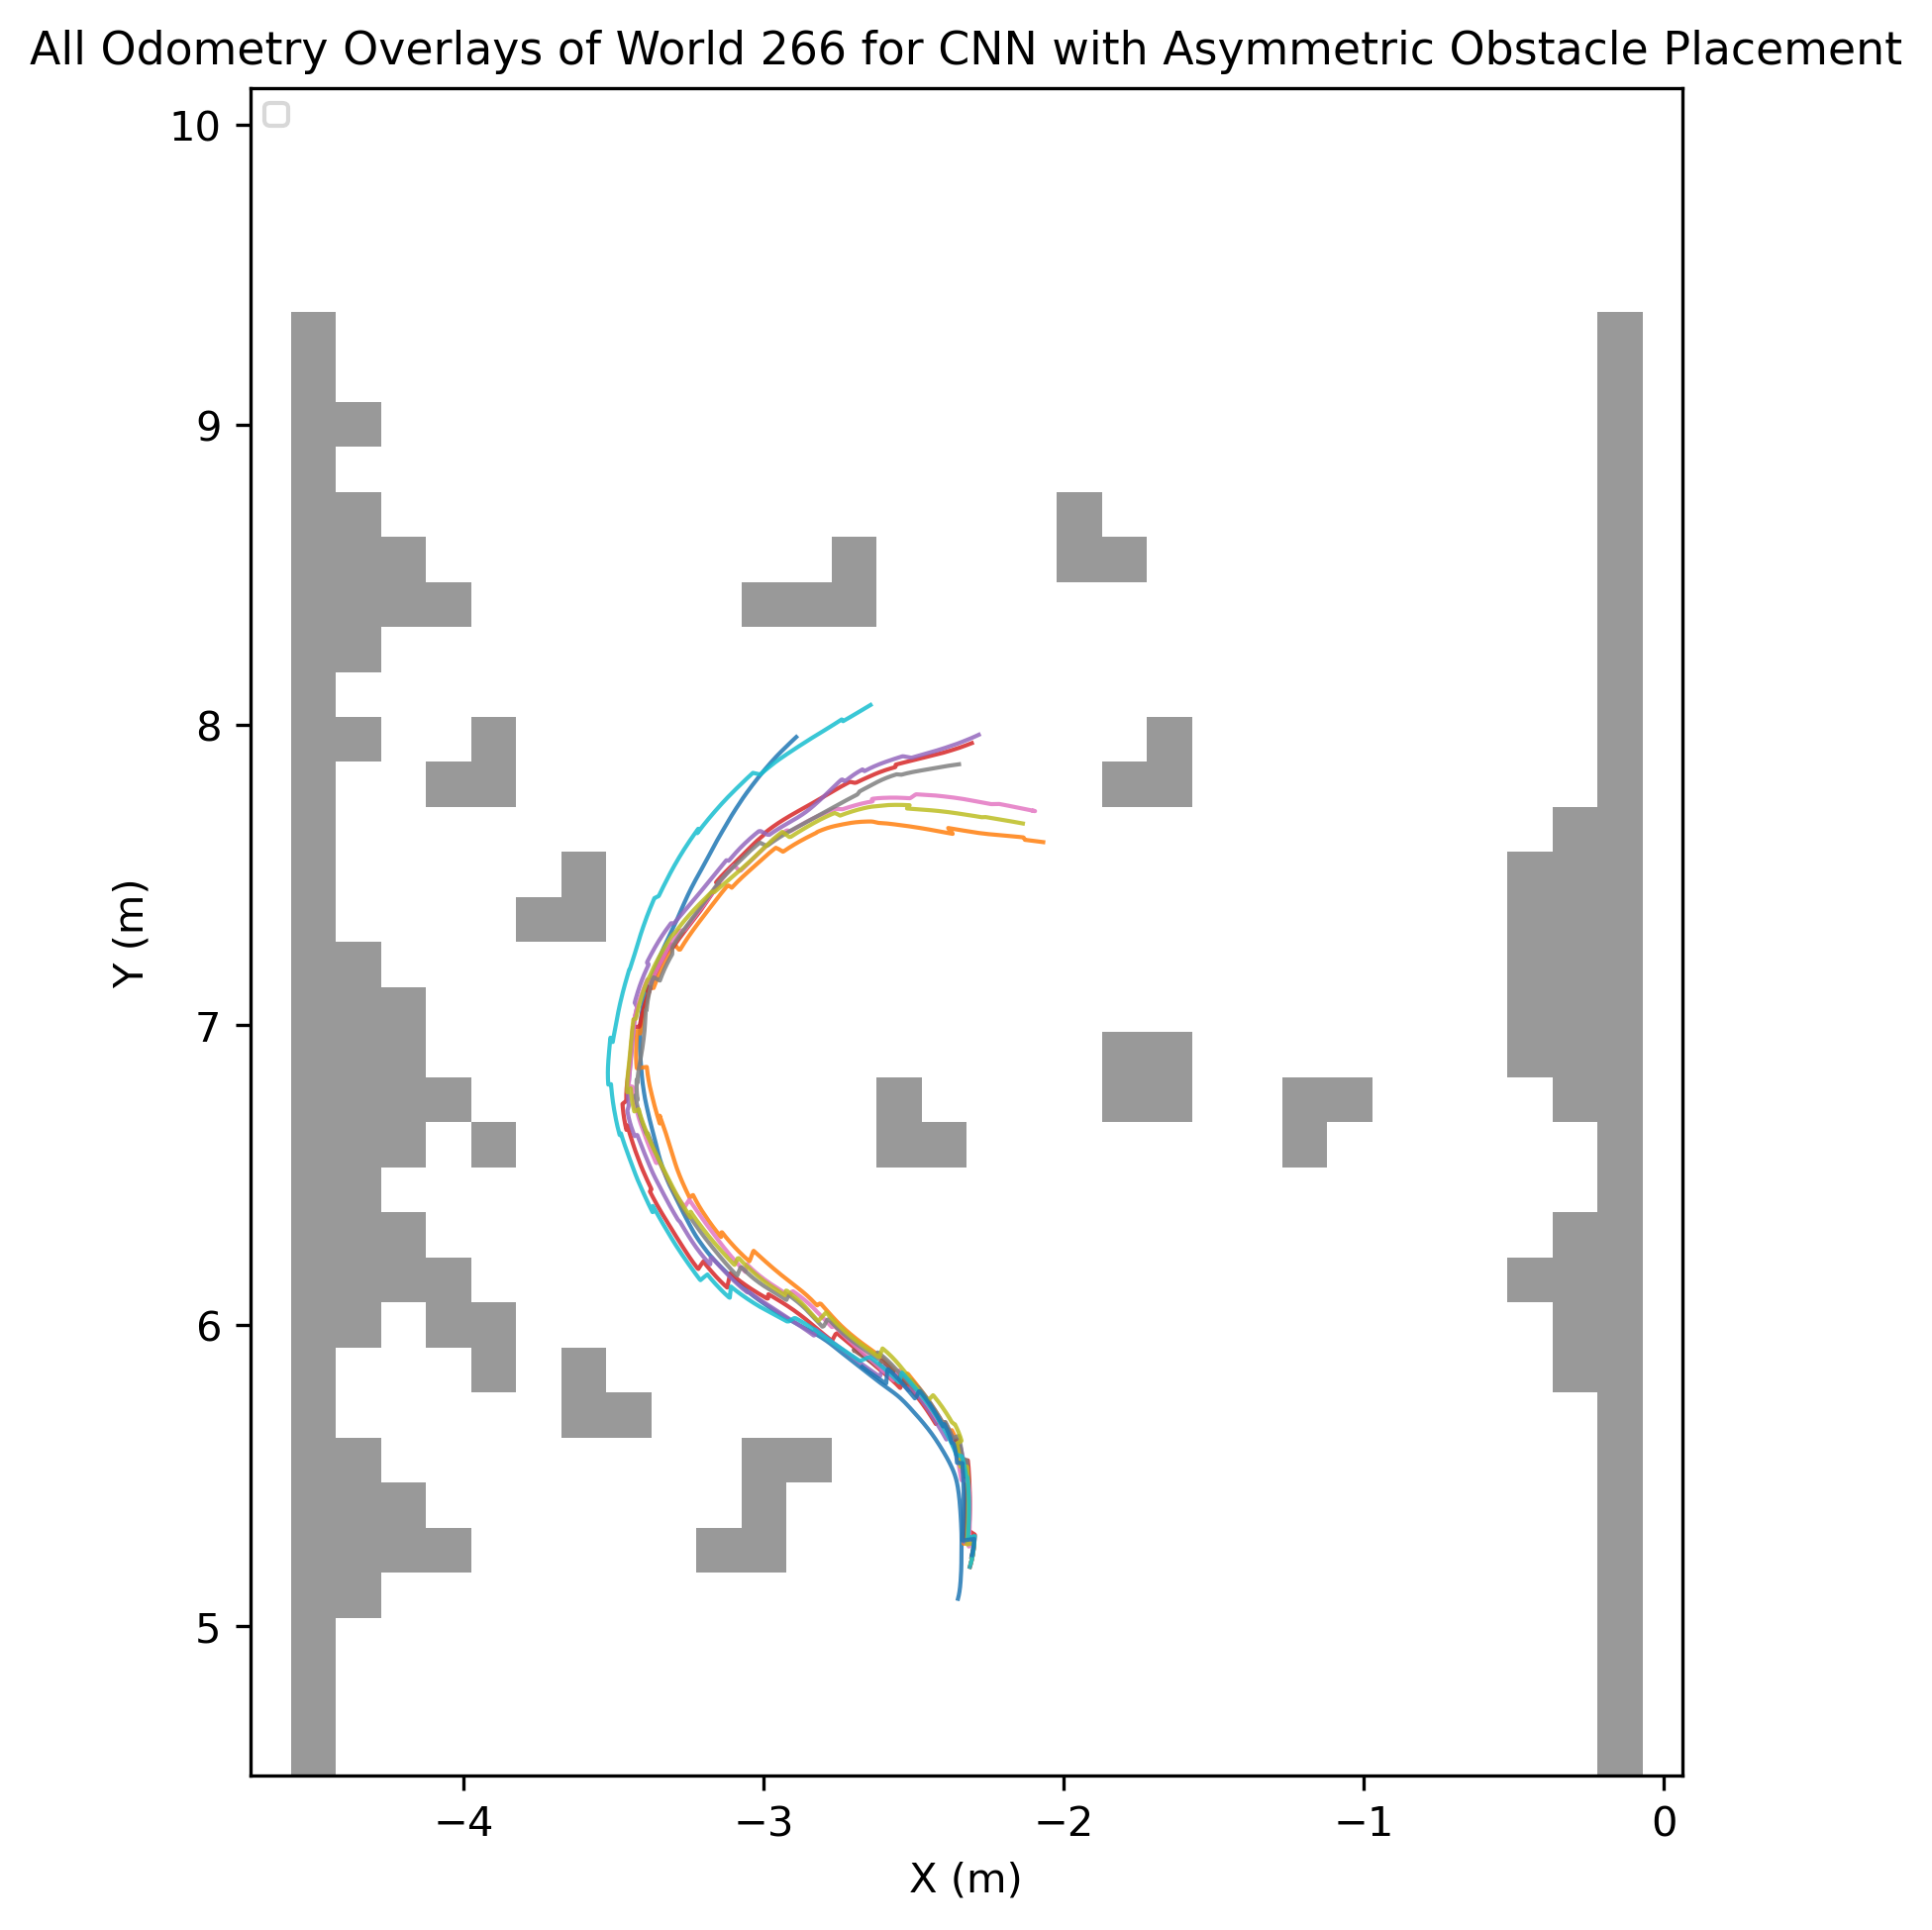 All Odometry Overlays of World 266 for CNN with Asymmetric Obstacle Placement
10
9
8
7
6
5
Y (m)
−4 −3 −2 −1 0
X (m)